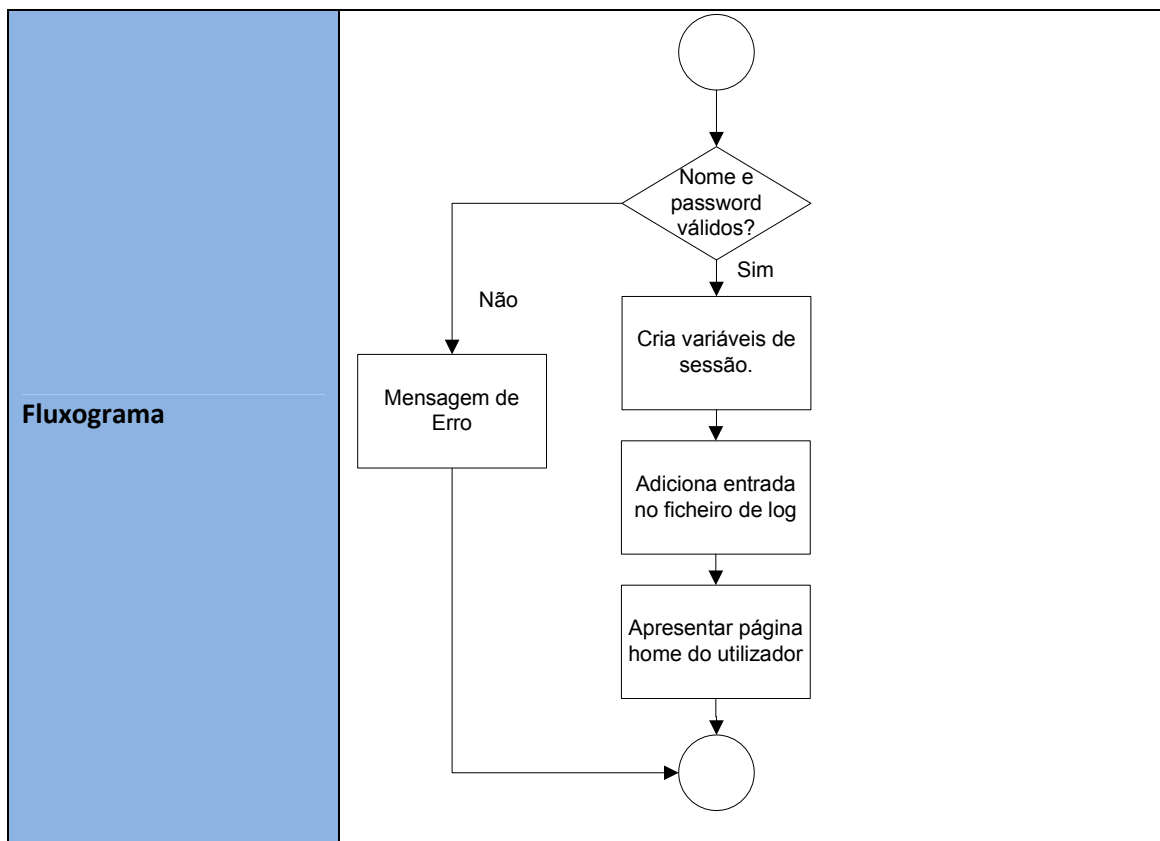 Fluxograma
Nome e
password
válidos?
Sim
Não
Cria variáveis de
sessão.
Mensagem de
Erro
Adiciona entrada
no ficheiro de log
Apresentar página
home do utilizador